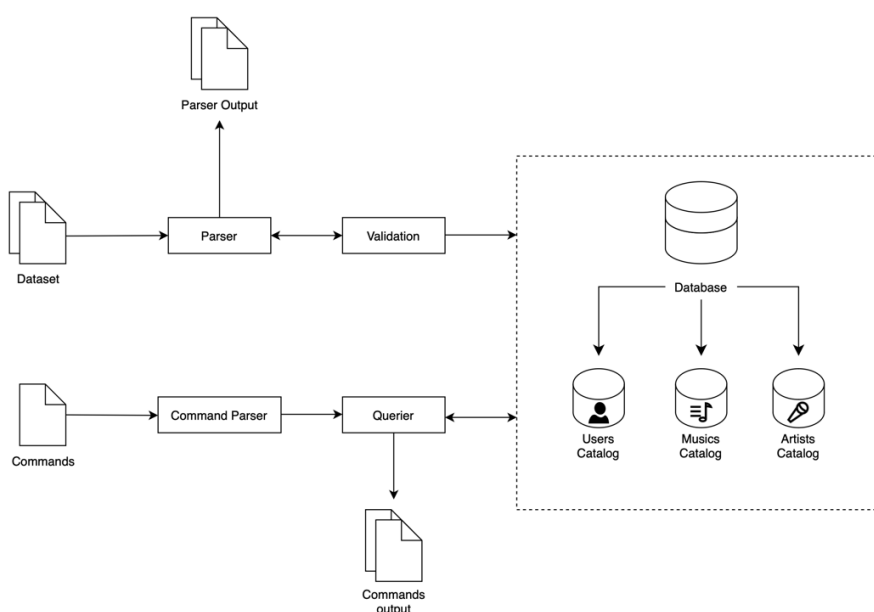 Parser Output
Dataset
Parser
Validation
Database
Users
Catalog
Musics
Catalog
Artists
Catalog
Commands
Command Parser
Querier
Commands
output